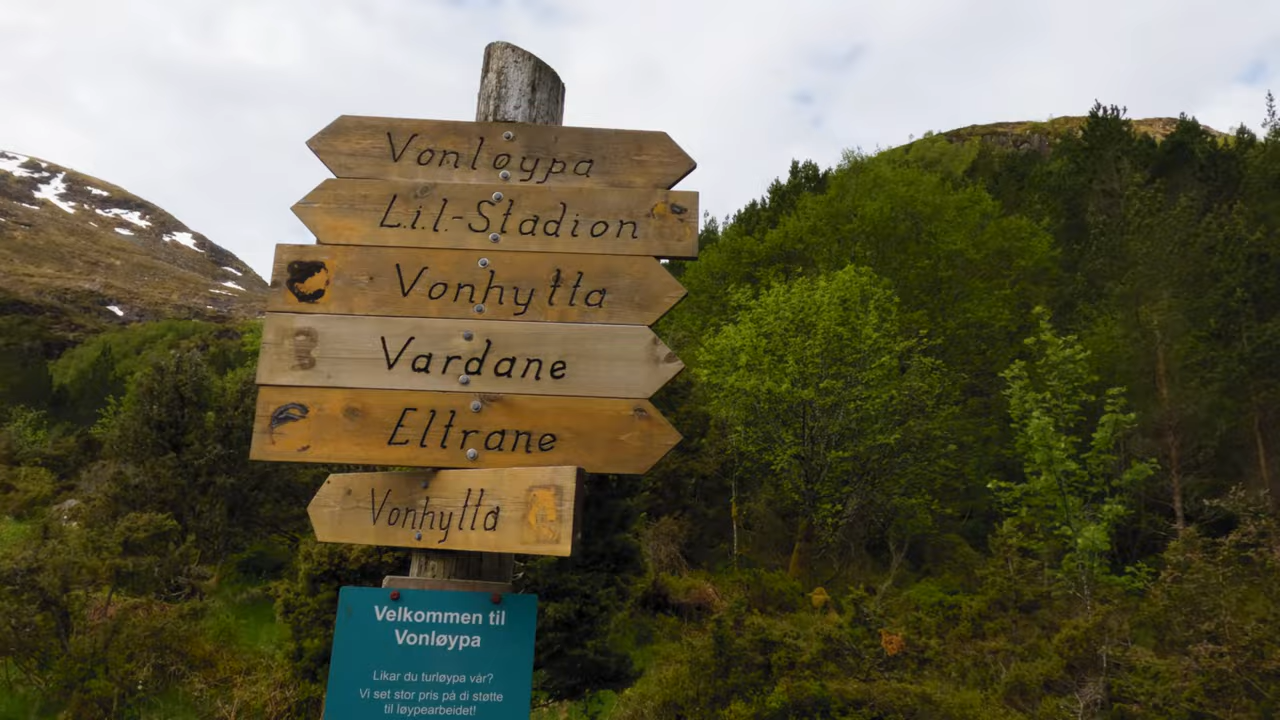 Vonløypa
L.i.l.-Stadion
Vonhytta
Vardane
Eltrane
Vonhytta
Velkommen til
Vonløypa
Likar du turløypa vår?
Vi set stor pris på di støtte
til løypearbeidet!